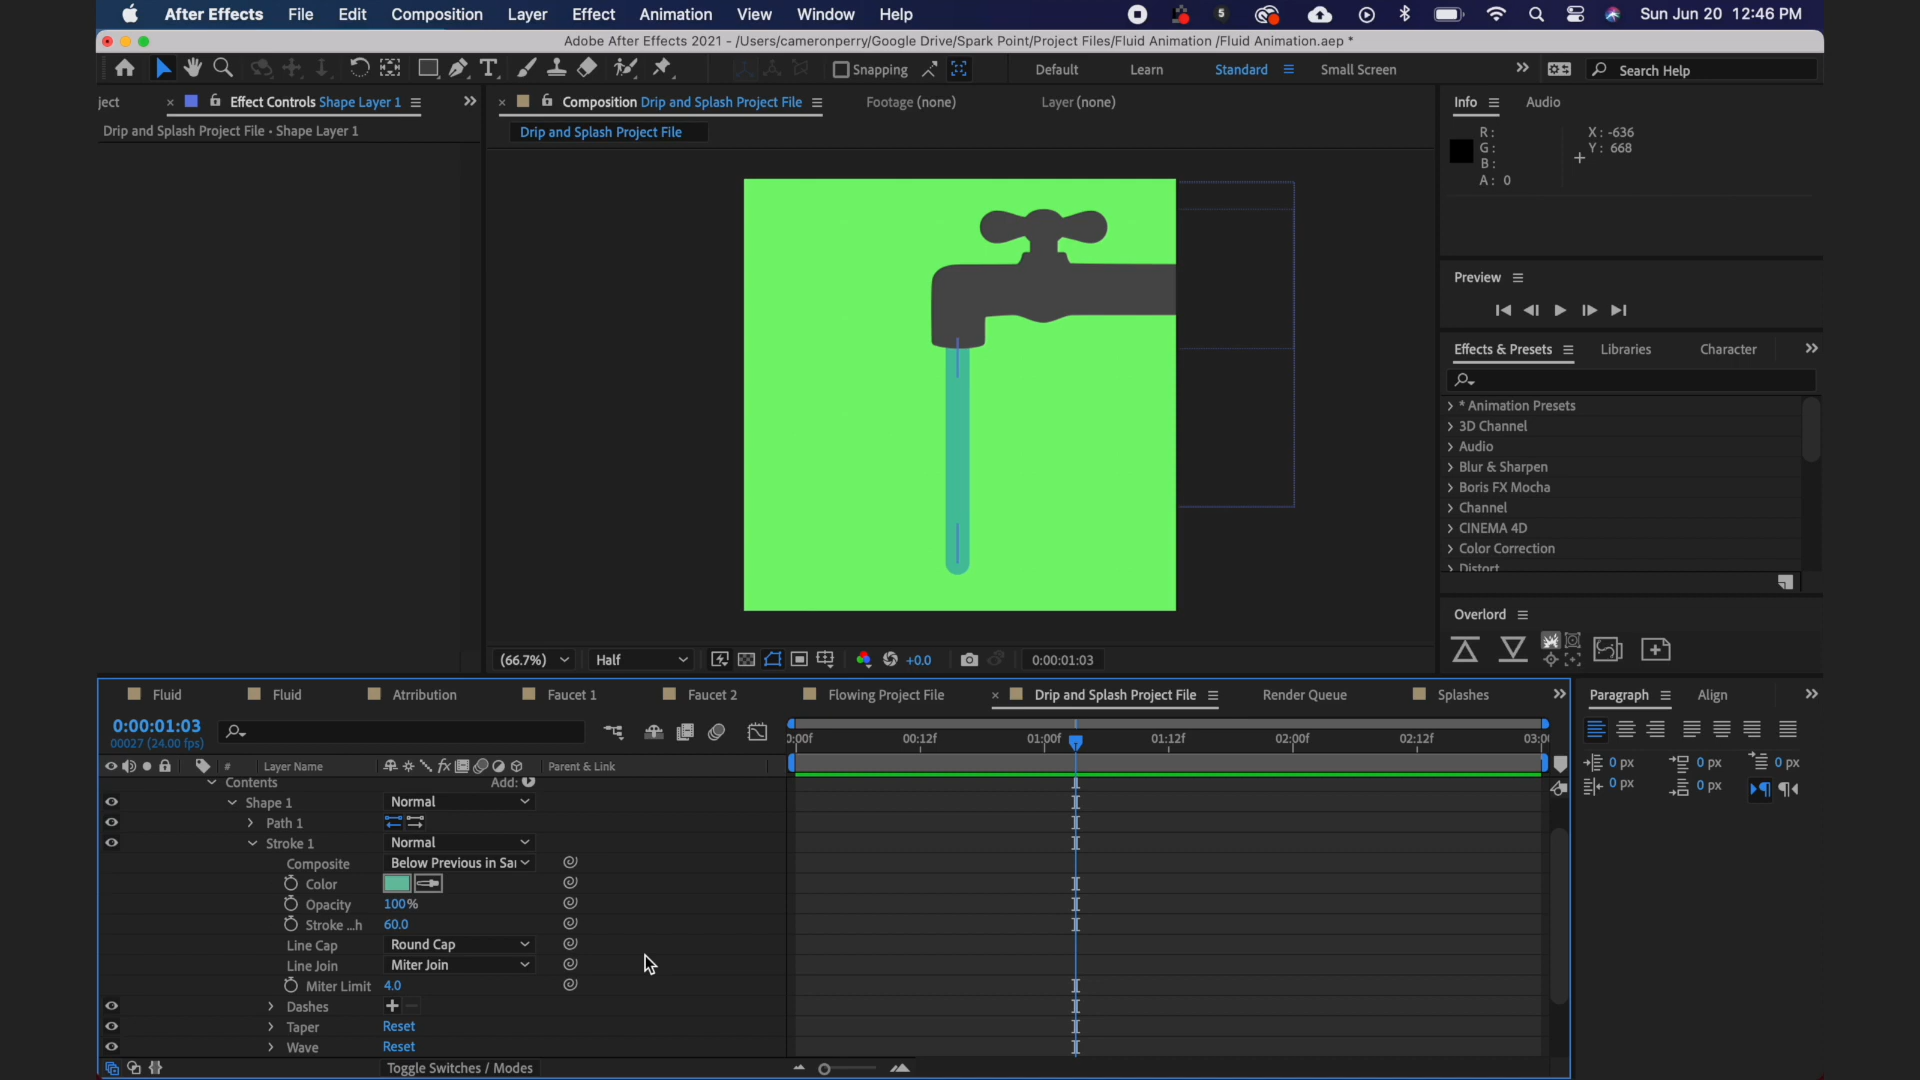 After Effects File Edit Composition Layer Effect Animation View Window Help 5 Sun Jun 20 12:46 PM
Adobe After Effects 2021 - /Users/cameronperry/Google Drive/Spark Point/Project Files/Fluid Animation /Fluid Animation.aep *
Snapping Default Learn Standard Small Screen Search Help
ject Effect Controls Shape Layer 1 Composition Drip and Splash Project File Footage (none) Layer (none) Info Audio
Drip and Splash Project File • Shape Layer 1 Drip and Splash Project File
R: X: -636
G: Y: 668
B:
A: 0
Preview
Effects & Presets Libraries Character
* Animation Presets
3D Channel
Audio
Blur & Sharpen
Boris FX Mocha
Channel
CINEMA 4D
Color Correction
Distort
Overlord
(66.7%) Half +0.0 0:00:01:03
Fluid Fluid Attribution Faucet 1 Faucet 2 Flowing Project File Drip and Splash Project File Render Queue Splashes Paragraph Align
0:00:01:03
00027 (24.00 fps)
0:00f 00:12f 01:00f 01:12f 02:00f 02:12f 03:0
# Layer Name fx Parent & Link
0 px 0 px 0 px
0 px 0 px
Contents Add:
Shape 1 Normal
Path 1
Stroke 1 Normal
Composite Below Previous in Sa
Color
Opacity 100%
Stroke ...h 60.0
Line Cap Round Cap
Line Join Miter Join
Miter Limit 4.0
Dashes
Taper Reset
Wave Reset
Toggle Switches / Modes